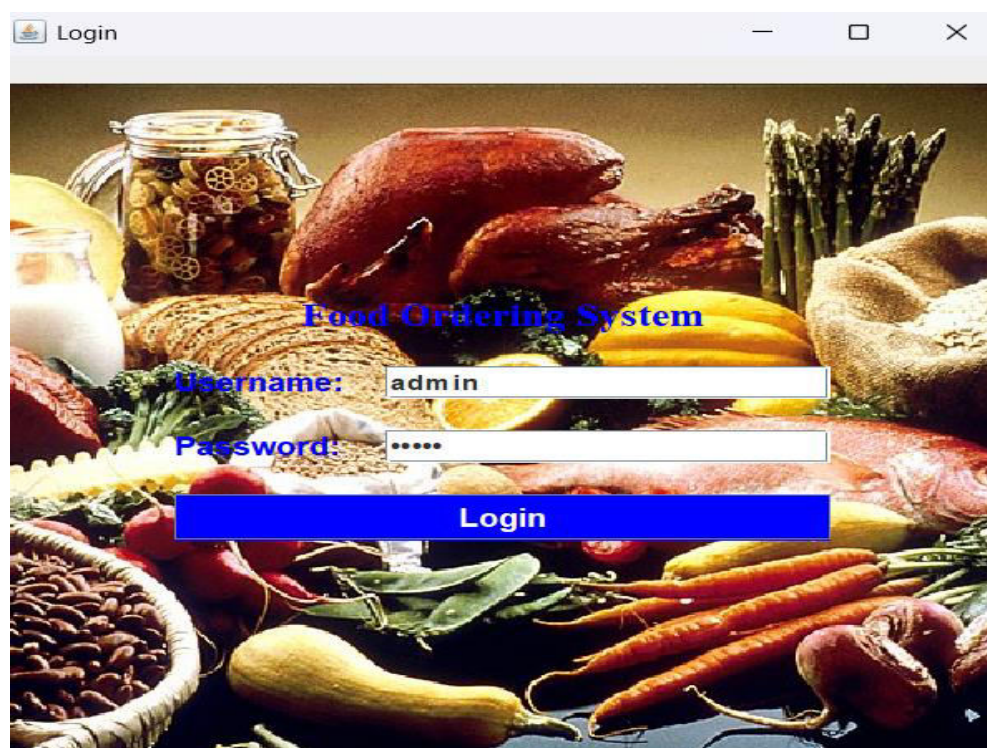 Login
Food Ordering System
Username: admin
Password: •••••
Login